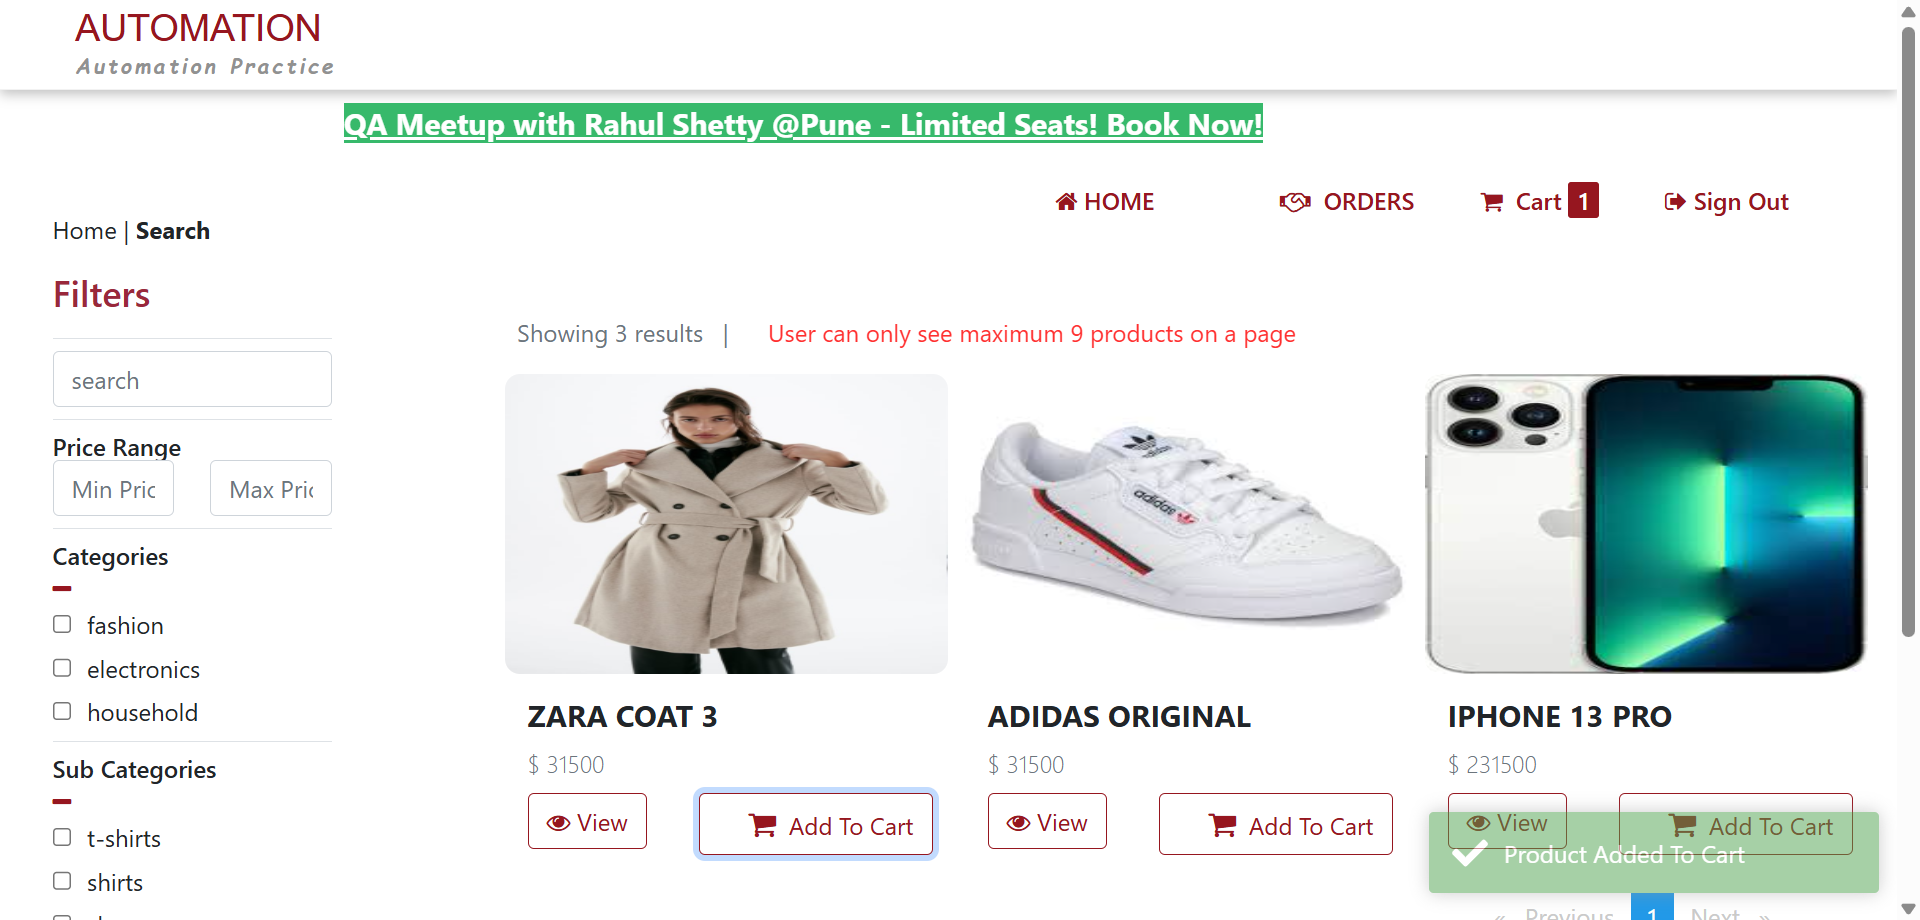 AUTOMATION
Automation Practice
QA Meetup with Rahul Shetty @Pune - Limited Seats! Book Now!
HOME
ORDERS
Cart 1
Sign Out
Home | Search
Filters
search
Price Range
Min Pric
Max Pric
Categories
fashion
electronics
household
Sub Categories
t-shirts
shirts
Showing 3 results |
User can only see maximum 9 products on a page
adidas
adidas
ZARA COAT 3
$ 31500
View
Add To Cart
ADIDAS ORIGINAL
$ 31500
View
Add To Cart
IPHONE 13 PRO
$ 231500
View
Add To Cart
Product Added To Cart
« Previous 1 Next »